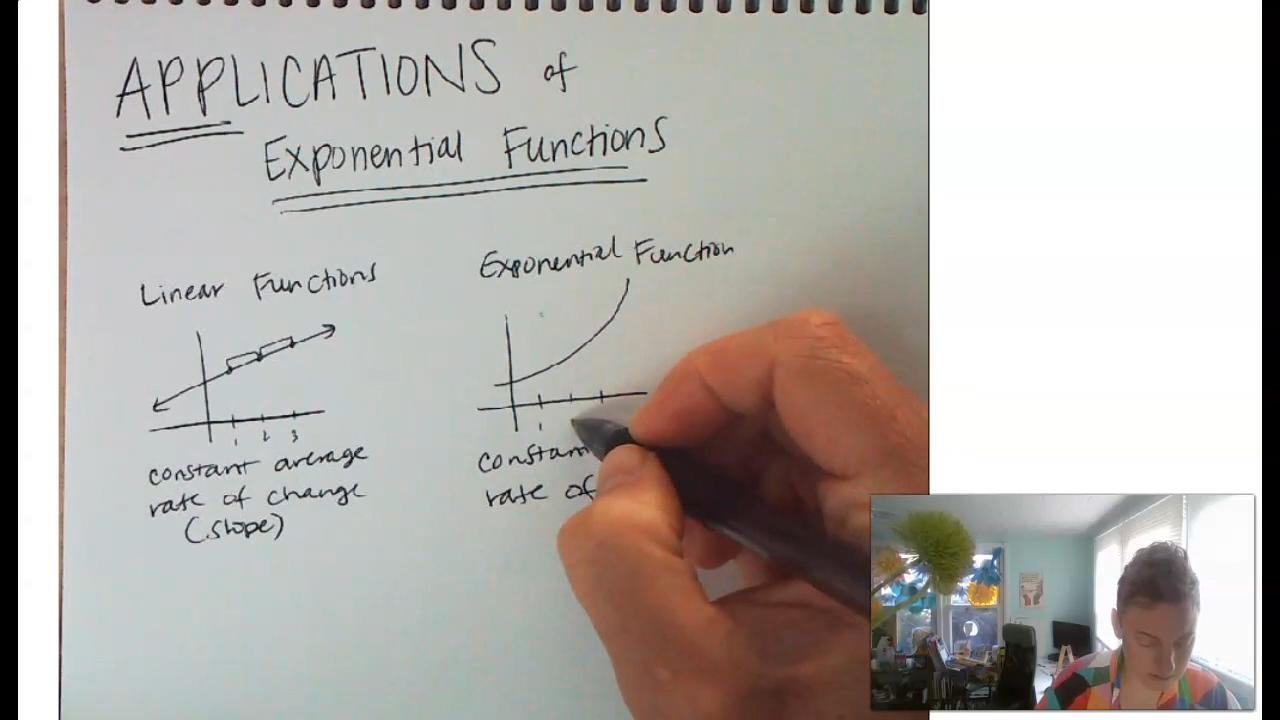 APPLICATIONS of
Exponential Functions
Linear Functions
1 2 3
constant average
rate of change
(slope)
Exponential Function
1
rate of